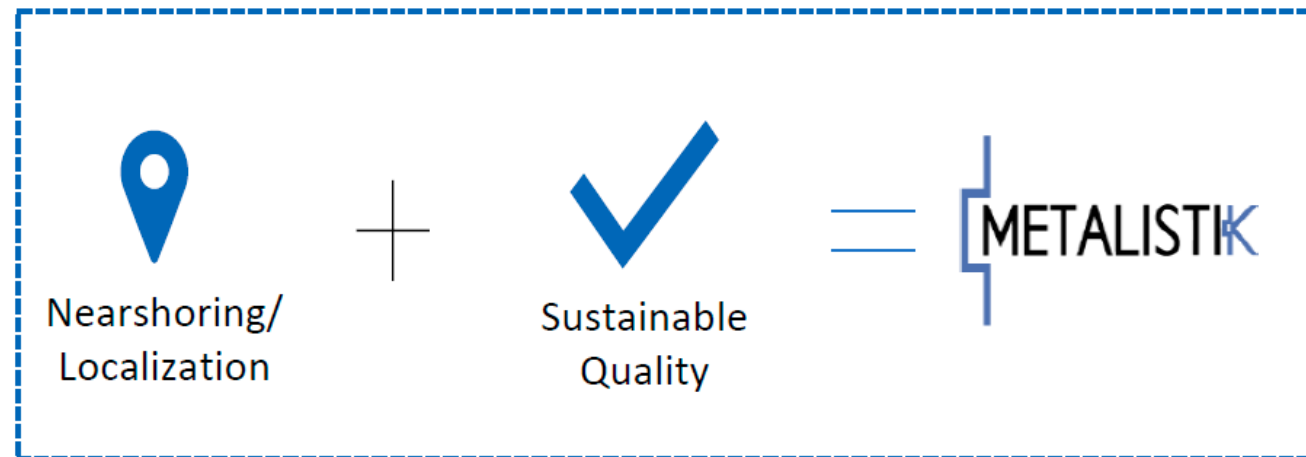 Nearshoring/
Localization
Sustainable
Quality
METALISTIK